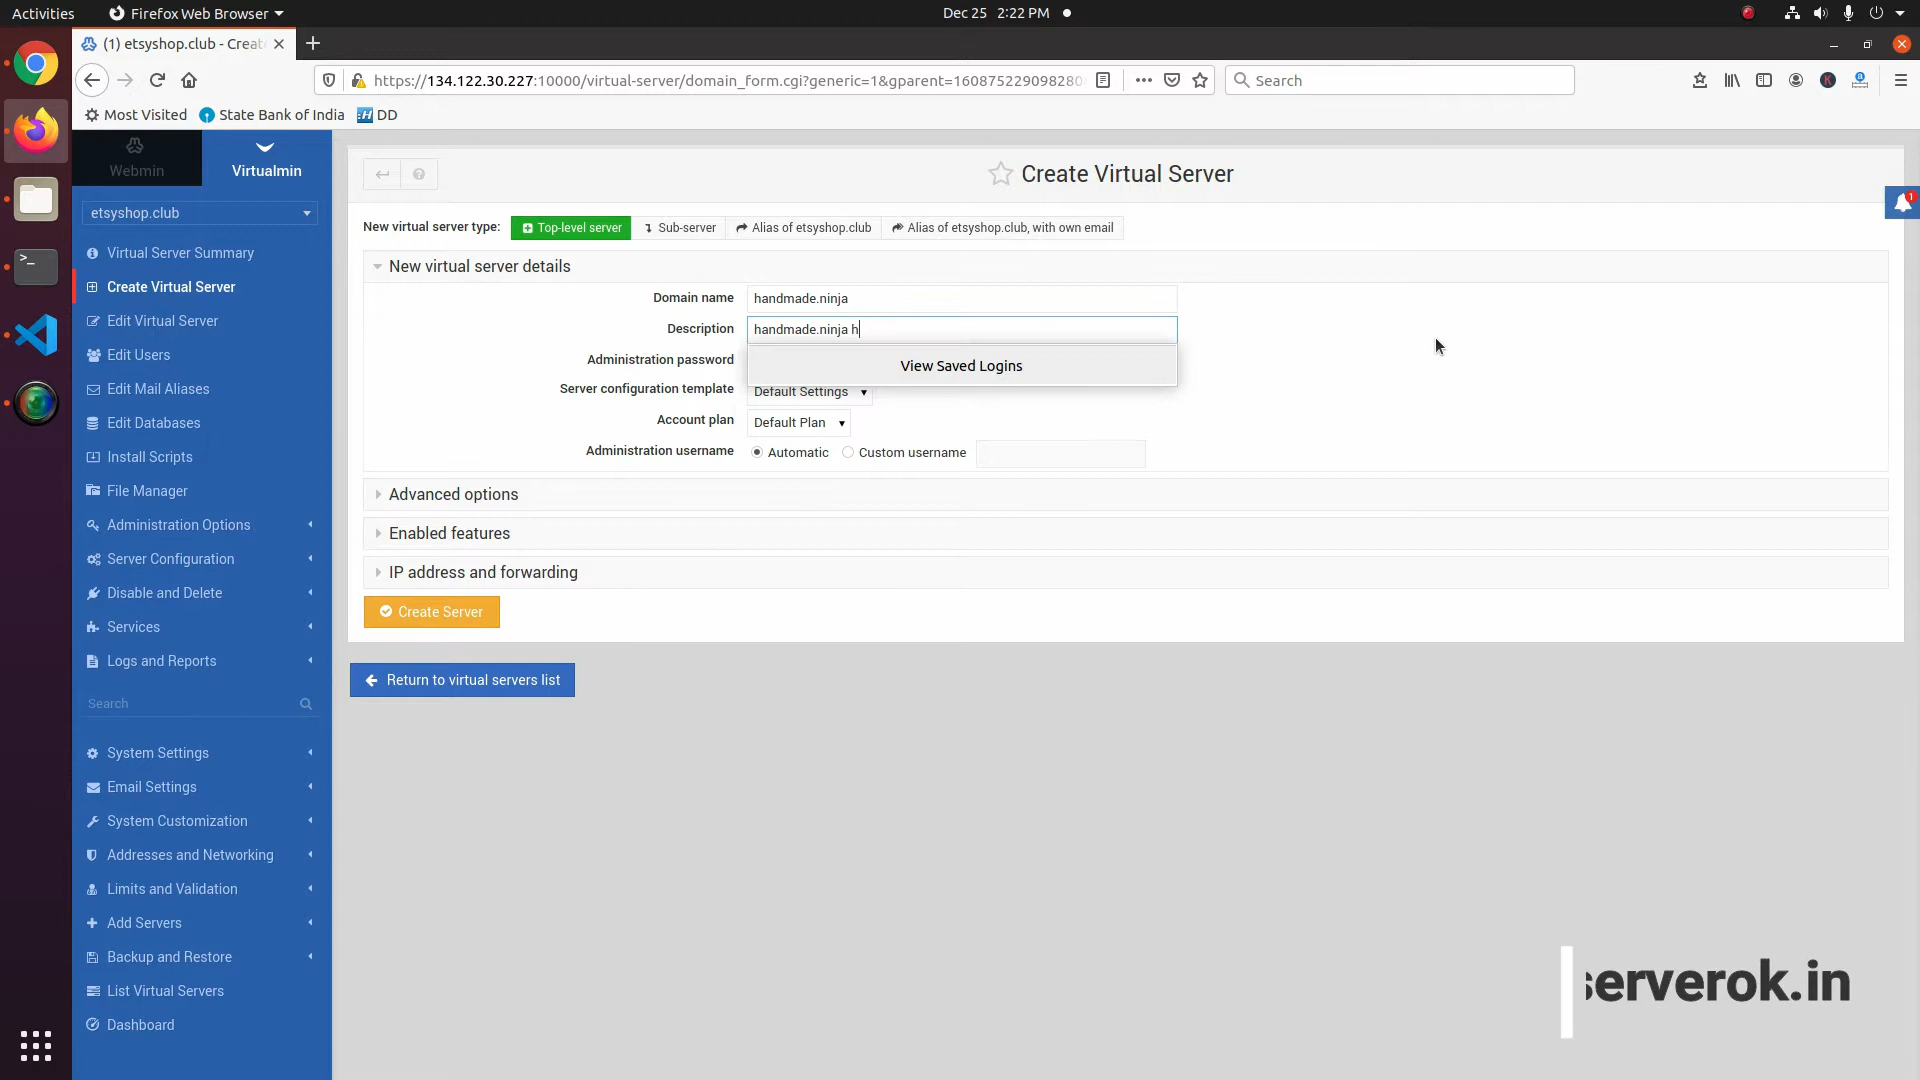 Activities
Firefox Web Browser
Dec 25 2:22 PM
(1) etsyshop.club - Create
https://134.122.30.227:10000/virtual-server/domain_form.cgi?generic=1&gparent=160875229098280
Search
Most Visited
State Bank of India
DD
Webmin
Virtualmin
etsyshop.club
Virtual Server Summary
Create Virtual Server
Edit Virtual Server
Edit Users
Edit Mail Aliases
Edit Databases
Install Scripts
File Manager
Administration Options
Server Configuration
Disable and Delete
Services
Logs and Reports
Search
System Settings
Email Settings
System Customization
Addresses and Networking
Limits and Validation
Add Servers
Backup and Restore
List Virtual Servers
Dashboard
Create Virtual Server
1
New virtual server type:
Top-level server
Sub-server
Alias of etsyshop.club
Alias of etsyshop.club, with own email
New virtual server details
Domain name
handmade.ninja
Description
handmade.ninja h
Administration password
View Saved Logins
Server configuration template
Default Settings
Account plan
Default Plan
Administration username
Automatic
Custom username
Advanced options
Enabled features
IP address and forwarding
Create Server
Return to virtual servers list
serverok.in